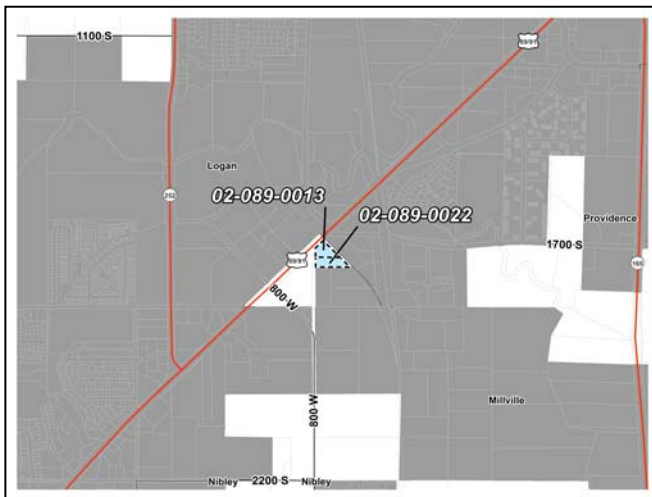 1100 S
89/91
Logan
252
02-089-0013
02-089-0022
Providence
1700 S
89/91
165
800 W
800 W
Millville
Nibley
2200 S
Nibley